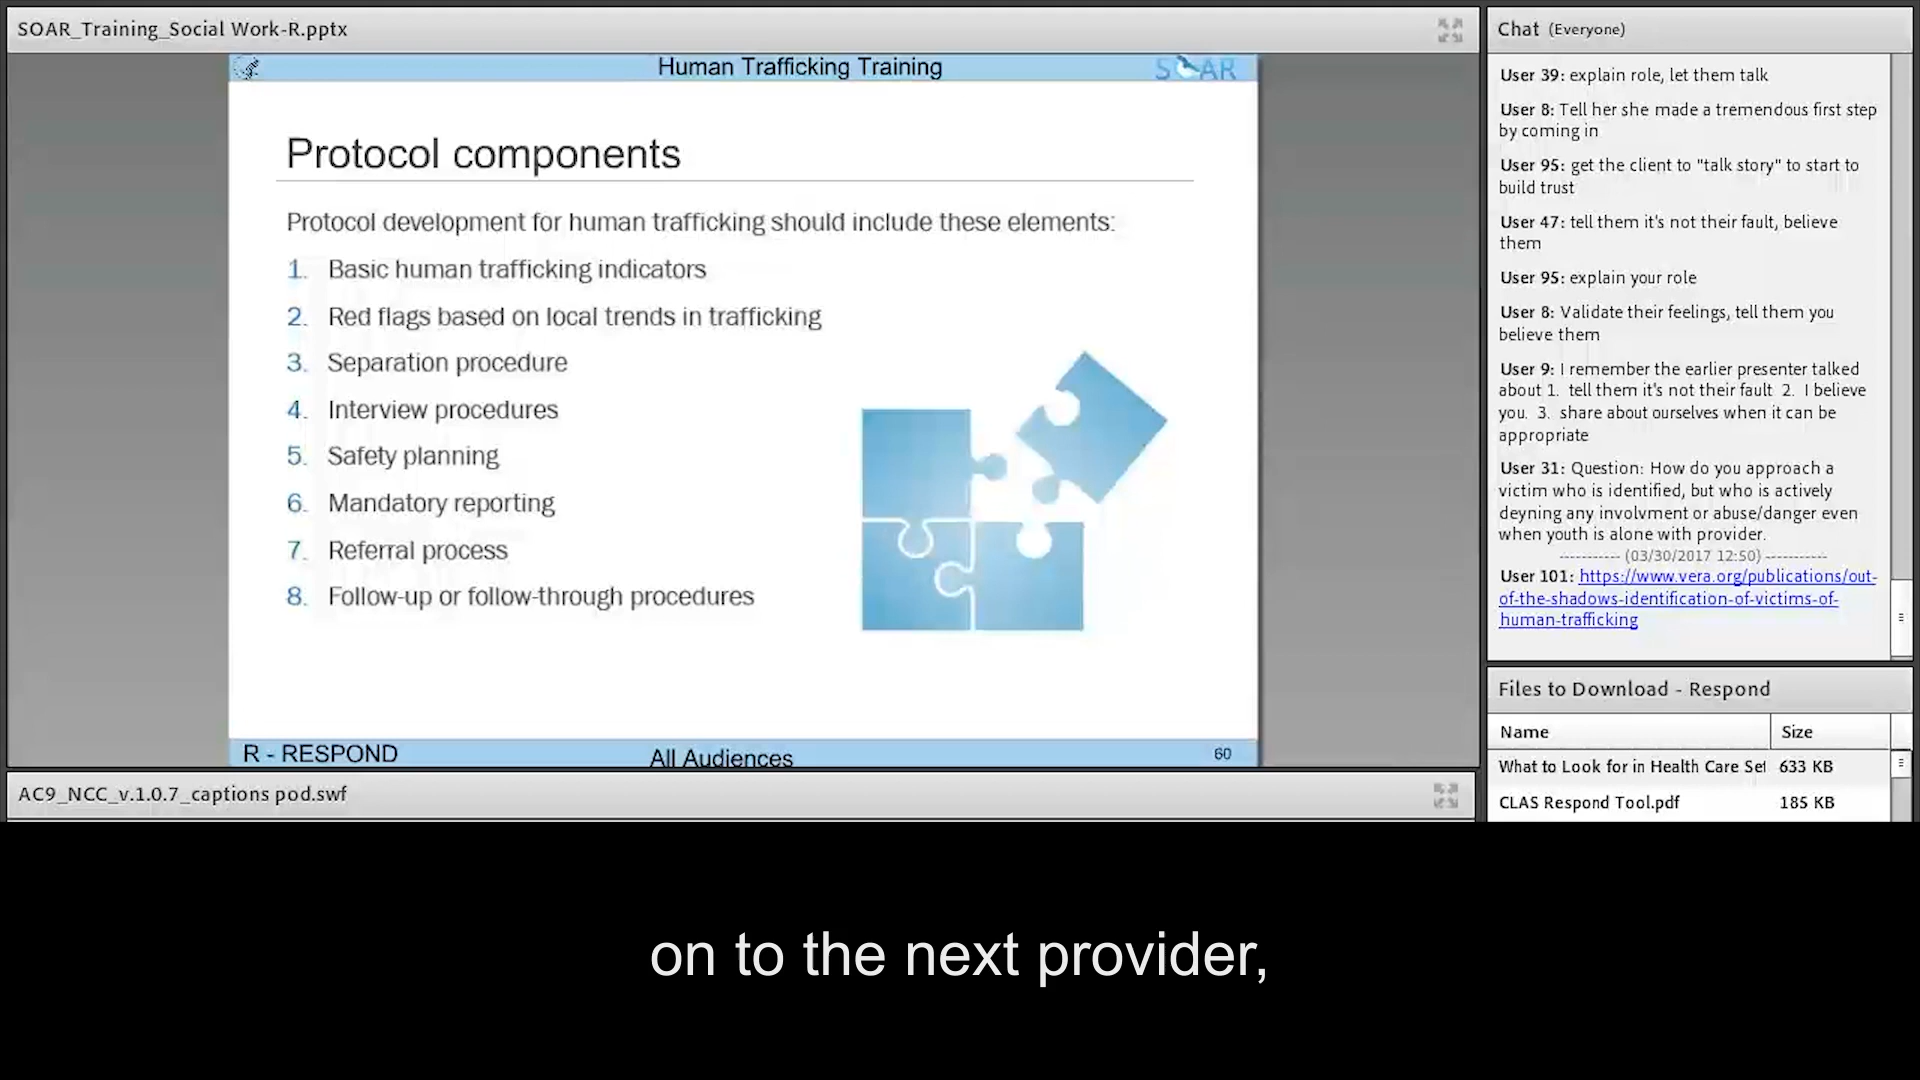 SOAR_Training_Social Work-R.pptx
Human Trafficking Training
SOAR
Protocol components
Protocol development for human trafficking should include these elements:
1. Basic human trafficking indicators
2. Red flags based on local trends in trafficking
3. Separation procedure
4. Interview procedures
5. Safety planning
6. Mandatory reporting
7. Referral process
8. Follow-up or follow-through procedures
R - RESPOND
All Audiences
60
Chat (Everyone)
User 39: explain role, let them talk
User 8: Tell her she made a tremendous first step
by coming in
User 95: get the client to "talk story" to start to
build trust
User 47: tell them it's not their fault, believe
them
User 95: explain your role
User 8: Validate their feelings, tell them you
believe them
User 9: I remember the earlier presenter talked
about 1. tell them it's not their fault 2. I believe
you. 3. share about ourselves when it can be
appropriate
User 31: Question: How do you approach a
victim who is identified, but who is actively
deyning any involvment or abuse/danger even
when youth is alone with provider.
----------- (03/30/2017 12:50) -----------
User 101: https://www.vera.org/publications/out-
of-the-shadows-identification-of-victims-of-
human-trafficking
Files to Download - Respond
Name Size
What to Look for in Health Care Set 633 KB
CLAS Respond Tool.pdf 185 KB
AC9_NCC_v.1.0.7_captions pod.swf
on to the next provider,